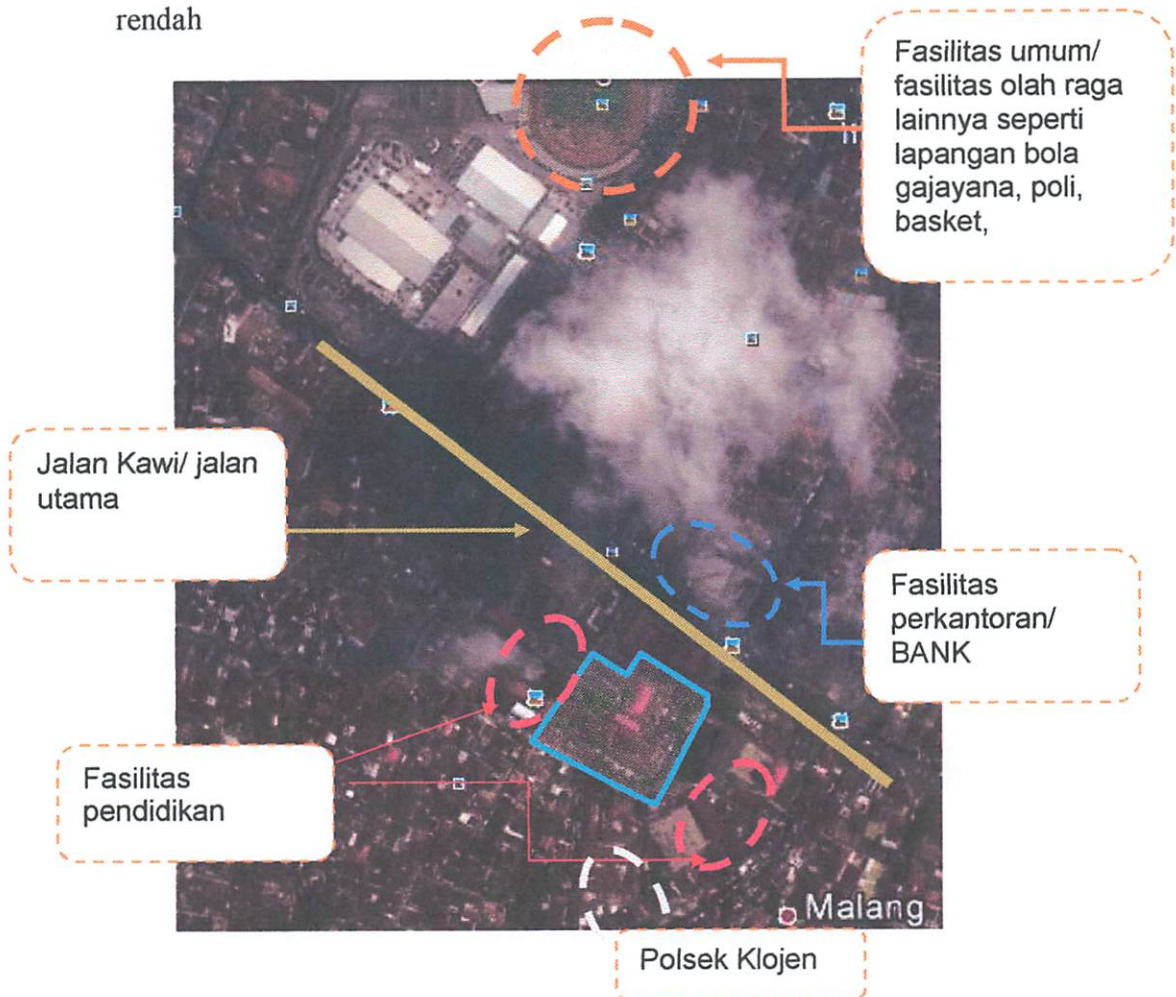 rendah
Fasilitas umum/
fasilitas olah raga
lainnya seperti
lapangan bola
gajayana, poli,
basket,
Jalan Kawi/ jalan
utama
Fasilitas
perkantoran/
BANK
Fasilitas
pendidikan
Malang
Polsek Klojen